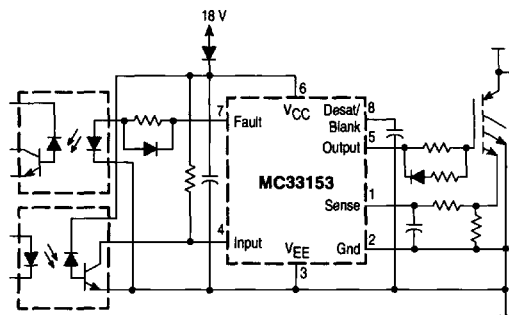 18 V
6
VCC
Desat/
Blank
8
7
Fault
Output
5
MC33153
Sense
1
4
Input
VEE
Gnd
2
3